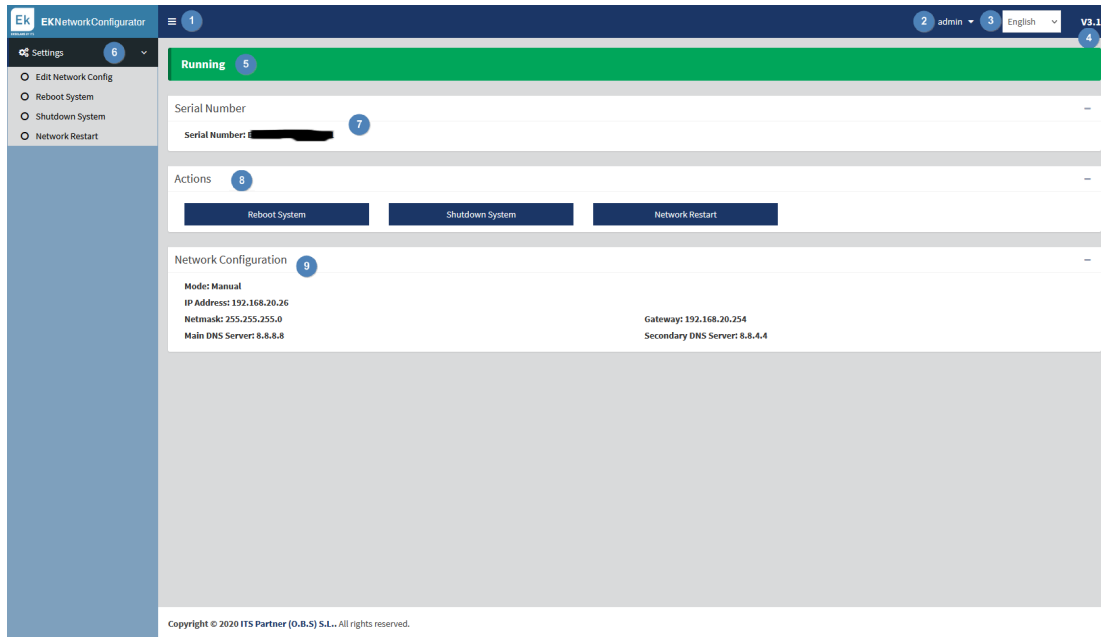 Ek EKNetworkConfigurator 1 2 admin 3 English V3.1
4
Settings 6
Edit Network Config
Reboot System
Shutdown System
Network Restart
Running 5
Serial Number
Serial Number: 7
Actions 8
Reboot System Shutdown System Network Restart
Network Configuration 9
Mode: Manual
IP Address: 192.168.20.26
Netmask: 255.255.255.0 Gateway: 192.168.20.254
Main DNS Server: 8.8.8.8 Secondary DNS Server: 8.8.4.4
Copyright © 2020 ITS Partner (O.B.S) S.L.. All rights reserved.